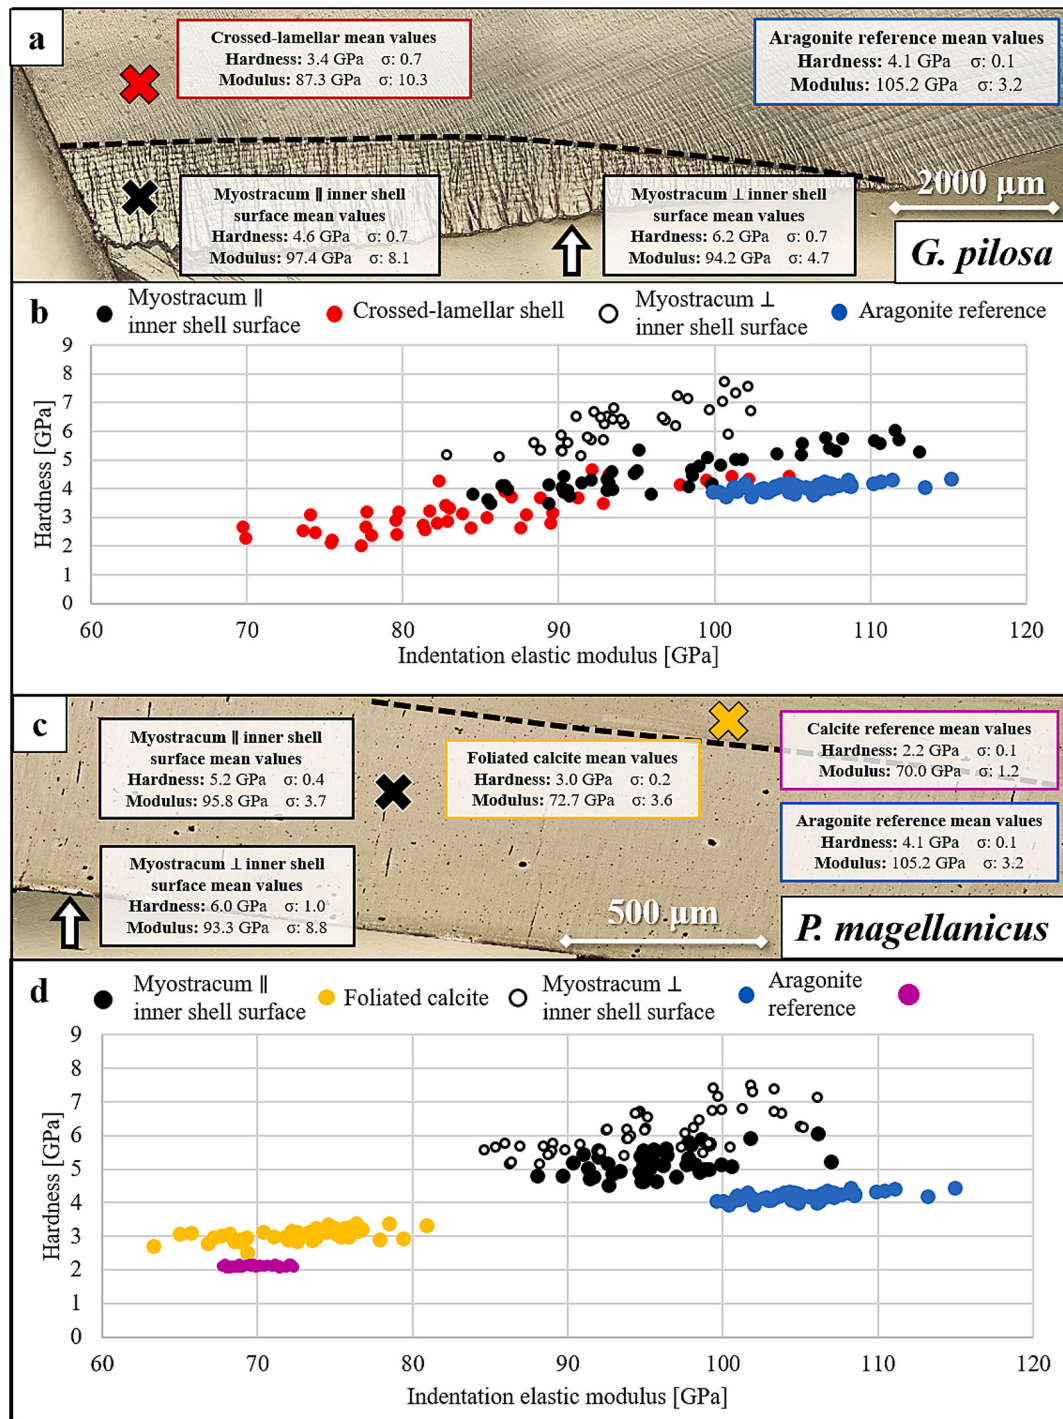 a
Crossed-lamellar mean values
Hardness: 3.4 GPa σ: 0.7
Modulus: 87.3 GPa σ: 10.3
Aragonite reference mean values
Hardness: 4.1 GPa σ: 0.1
Modulus: 105.2 GPa σ: 3.2
Myostracum ∥ inner shell
surface mean values
Hardness: 4.6 GPa σ: 0.7
Modulus: 97.4 GPa σ: 8.1
Myostracum ⊥ inner shell
surface mean values
Hardness: 6.2 GPa σ: 0.7
Modulus: 94.2 GPa σ: 4.7
2000 μm
G. pilosa
b
Myostracum ∥
inner shell surface
Crossed-lamellar shell
Myostracum ⊥
inner shell surface
Aragonite reference
Hardness [GPa]
9
8
7
6
5
4
3
2
1
0
60 70 80 90 100 110 120
Indentation elastic modulus [GPa]
c
Myostracum ∥ inner shell
surface mean values
Hardness: 5.2 GPa σ: 0.4
Modulus: 95.8 GPa σ: 3.7
Foliated calcite mean values
Hardness: 3.0 GPa σ: 0.2
Modulus: 72.7 GPa σ: 3.6
Calcite reference mean values
Hardness: 2.2 GPa σ: 0.1
Modulus: 70.0 GPa σ: 1.2
Aragonite reference mean values
Hardness: 4.1 GPa σ: 0.1
Modulus: 105.2 GPa σ: 3.2
Myostracum ⊥ inner shell
surface mean values
Hardness: 6.0 GPa σ: 1.0
Modulus: 93.3 GPa σ: 8.8
500 μm
P. magellanicus
d
Myostracum ∥
inner shell surface
Foliated calcite
Myostracum ⊥
inner shell surface
Aragonite
reference
Hardness [GPa]
9
8
7
6
5
4
3
2
1
0
60 70 80 90 100 110 120
Indentation elastic modulus [GPa]